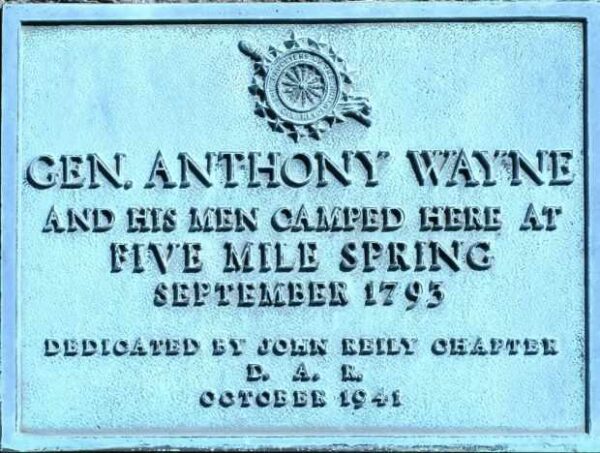 GEN. ANTHONY WAYNE
AND HIS MEN CAMPED HERE AT
FIVE MILE SPRING
SEPTEMBER 1793
DEDICATED BY JOHN REILY CHAPTER
D. A. R.
OCTOBER 1941